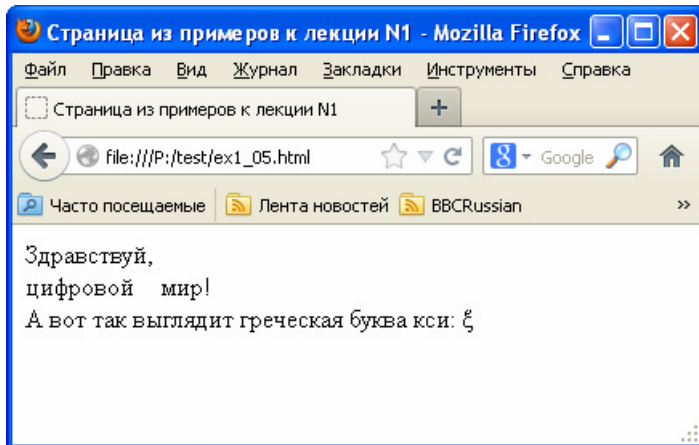 Страница из примеров к лекции N1 - Mozilla Firefox
Файл Правка Вид Журнал Закладки Инструменты Справка
Страница из примеров к лекции N1
file:///P:/test/ex1_05.html 8 Google
Часто посещаемые Лента новостей BBCRussian »
Здравствуй,
цифровой мир!
А вот так выглядит греческая буква кси: ξ